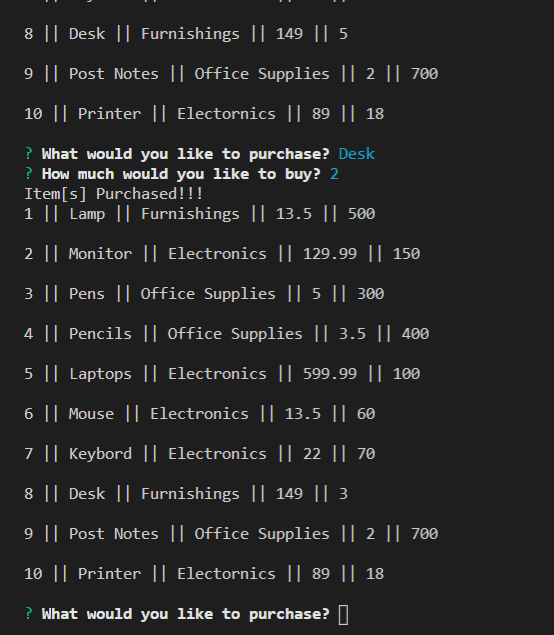 8 || Desk || Furnishings || 149 || 5
9 || Post Notes || Office Supplies || 2 || 700
10 || Printer || Electornics || 89 || 18
? What would you like to purchase? Desk
? How much would you like to buy? 2
Item[s] Purchased!!!
1 || Lamp || Furnishings || 13.5 || 500
2 || Monitor || Electronics || 129.99 || 150
3 || Pens || Office Supplies || 5 || 300
4 || Pencils || Office Supplies || 3.5 || 400
5 || Laptops || Electronics || 599.99 || 100
6 || Mouse || Electronics || 13.5 || 60
7 || Keybord || Electronics || 22 || 70
8 || Desk || Furnishings || 149 || 3
9 || Post Notes || Office Supplies || 2 || 700
10 || Printer || Electornics || 89 || 18
? What would you like to purchase?